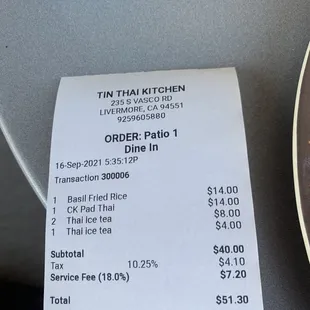 TIN THAI KITCHEN
235 S VASCO RD
LIVERMORE, CA 94551
9259605880
ORDER: Patio 1
Dine In
16-Sep-2021 5:35:12P
Transaction 300006
1 Basil Fried Rice $14.00
1 CK Pad Thai $14.00
2 Thai ice tea $8.00
1 Thai ice tea $4.00
Subtotal $40.00
Tax 10.25% $4.10
Service Fee (18.0%) $7.20
Total $51.30